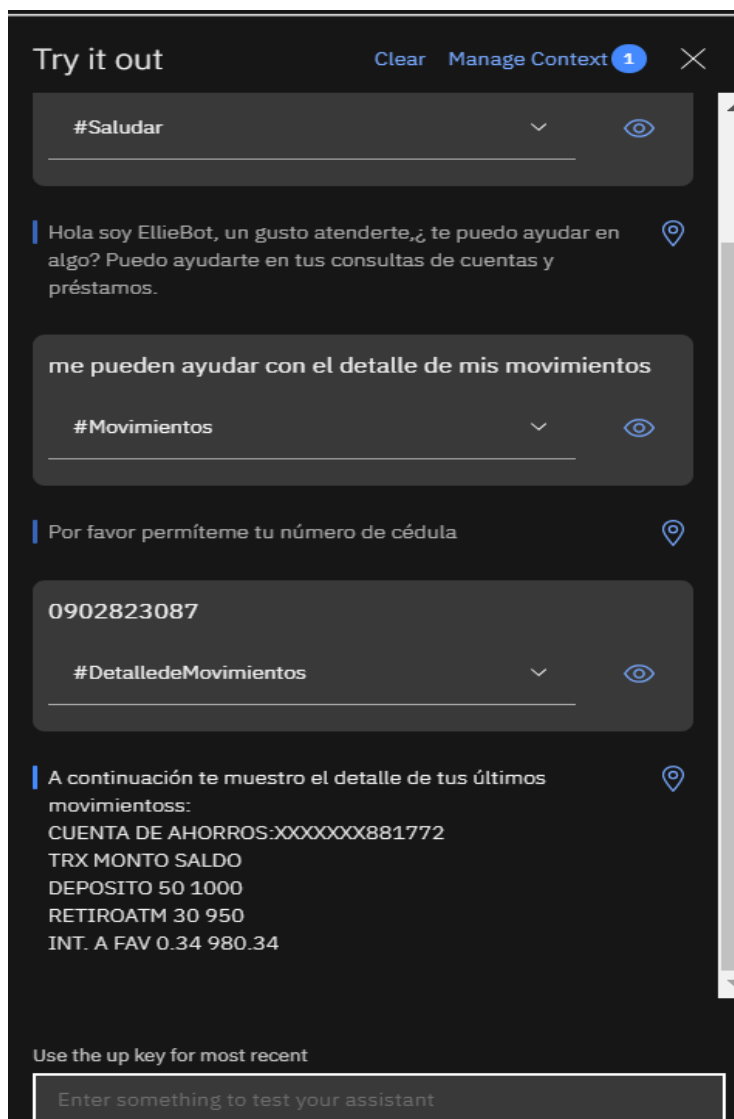 Try it out
Clear Manage Context 1
#Saludar
Hola soy EllieBot, un gusto atenderte,¿ te puedo ayudar en
algo? Puedo ayudarte en tus consultas de cuentas y
préstamos.
me pueden ayudar con el detalle de mis movimientos
#Movimientos
Por favor permíteme tu número de cédula
0902823087
#DetalledeMovimientos
A continuación te muestro el detalle de tus últimos
movimientoss:
CUENTA DE AHORROS:XXXXXXX881772
TRX MONTO SALDO
DEPOSITO 50 1000
RETIROATM 30 950
INT. A FAV 0.34 980.34
Use the up key for most recent
Enter something to test your assistant